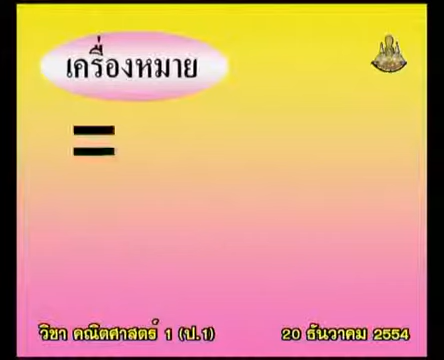 เครื่องหมาย
=
วิชา คณิตศาสตร์ 1 (ป.1) 20 ธันวาคม 2554